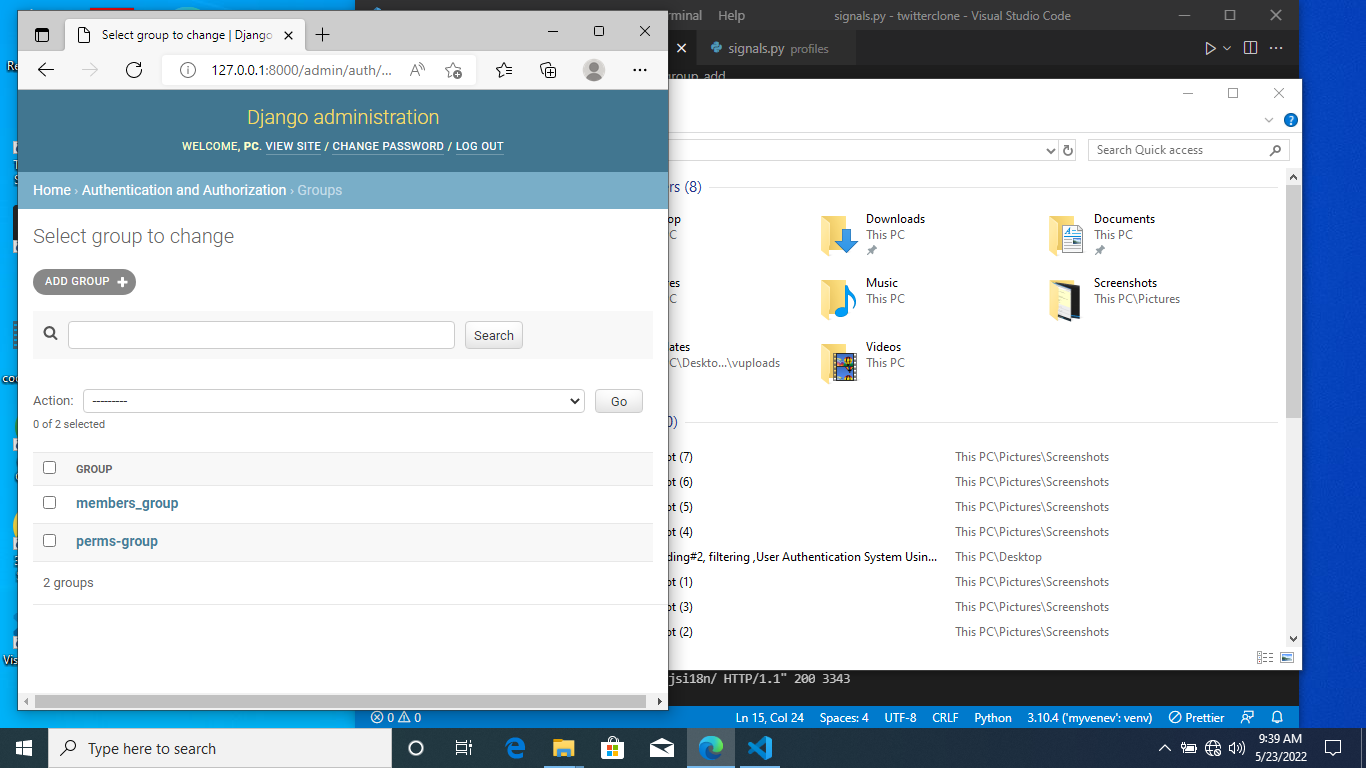 Select group to change | Django
rminal Help
signals.py - twitterclone - Visual Studio Code
signals.py profiles
127.0.0.1:8000/admin/auth/...
group add
Django administration
WELCOME, PC. VIEW SITE / CHANGE PASSWORD / LOG OUT
Search Quick access
Home › Authentication and Authorization › Groups
rs (8)
Select group to change
ADD GROUP +
Search
Action: ---------
Go
0 of 2 selected
GROUP
members_group
perms-group
2 groups
op
C
Downloads
This PC
Documents
This PC
es
C
Music
This PC
Screenshots
This PC\Pictures
ates
C\Deskto...\vuploads
Videos
This PC
0)
ot (7) This PC\Pictures\Screenshots
ot (6) This PC\Pictures\Screenshots
ot (5) This PC\Pictures\Screenshots
ot (4) This PC\Pictures\Screenshots
ding#2, filtering ,User Authentication System Usin... This PC\Desktop
ot (1) This PC\Pictures\Screenshots
ot (3) This PC\Pictures\Screenshots
ot (2) This PC\Pictures\Screenshots
jsi18n/ HTTP/1.1" 200 3343
0 0 Ln 15, Col 24 Spaces: 4 UTF-8 CRLF Python 3.10.4 ('myvenev': venv) Prettier
Type here to search
9:39 AM
5/23/2022